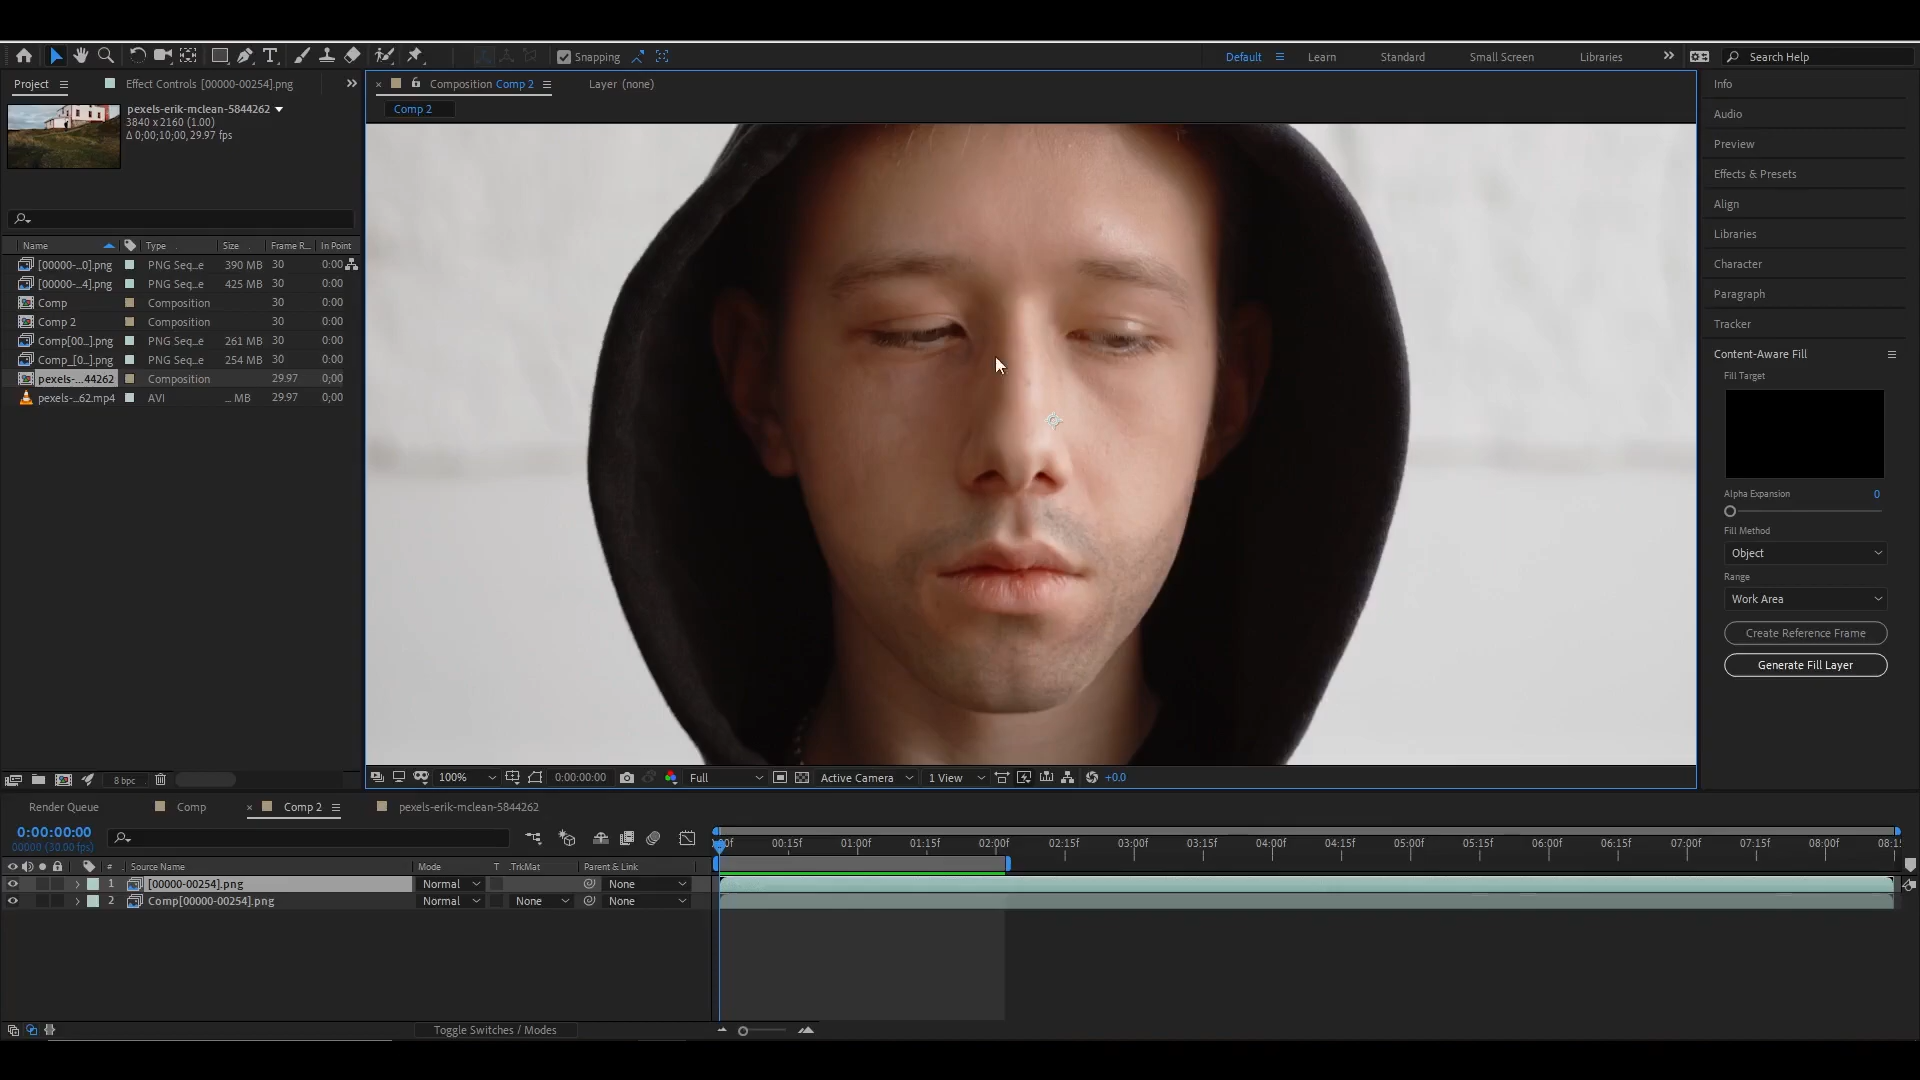 Snapping
Default
Learn
Standard
Small Screen
Libraries
Search Help
Project
Effect Controls [00000-00254].png
Composition Comp 2
Layer (none)
Comp 2
pexels-erik-mclean-5844262
3840 x 2160 (1.00)
Δ 0;00;10;00, 29.97 fps
Name Type Size Frame R... In Point
[00000-...0].png PNG Seq...e 390 MB 30 0:00
[00000-...4].png PNG Seq...e 425 MB 30 0:00
Comp Composition 30 0:00
Comp 2 Composition 30 0:00
Comp[00...].png PNG Seq...e 261 MB 30 0:00
Comp_[0...].png PNG Seq...e 254 MB 30 0:00
pexels-...44262 Composition 29.97 0;00
pexels-...62.mp4 AVI ... MB 29.97 0;00
8 bpc
Info
Audio
Preview
Effects & Presets
Align
Libraries
Character
Paragraph
Tracker
Content-Aware Fill
Fill Target
Alpha Expansion 0
Fill Method
Object
Range
Work Area
Create Reference Frame
Generate Fill Layer
100% 0:00:00:00 Full Active Camera 1 View +0.0
Render Queue
Comp
Comp 2
pexels-erik-mclean-5844262
0:00:00:00
00000 (30.00 fps)
:00f 00:15f 01:00f 01:15f 02:00f 02:15f 03:00f 03:15f 04:00f 04:15f 05:00f 05:15f 06:00f 06:15f 07:00f 07:15f 08:00f 08:1
# Source Name Mode T .TrkMat Parent & Link
1 [00000-00254].png Normal None
2 Comp[00000-00254].png Normal None None
Toggle Switches / Modes